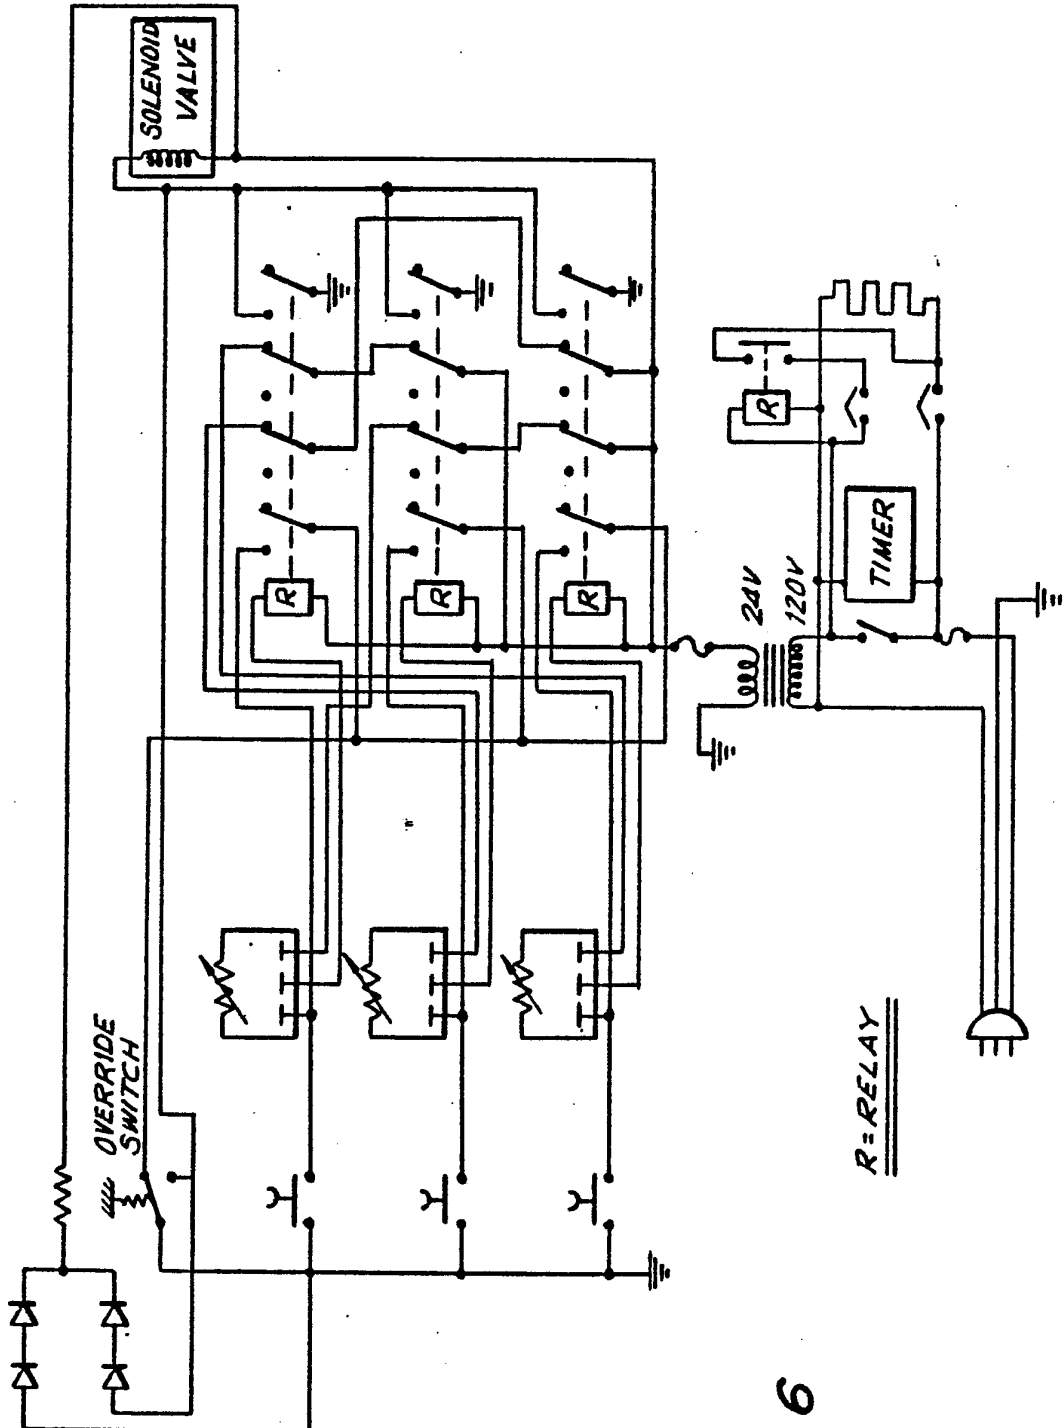 SOLENOID
VALVE
OVERRIDE
SWITCH
R
R
R
R
24V
120V
TIMER
R=RELAY
6